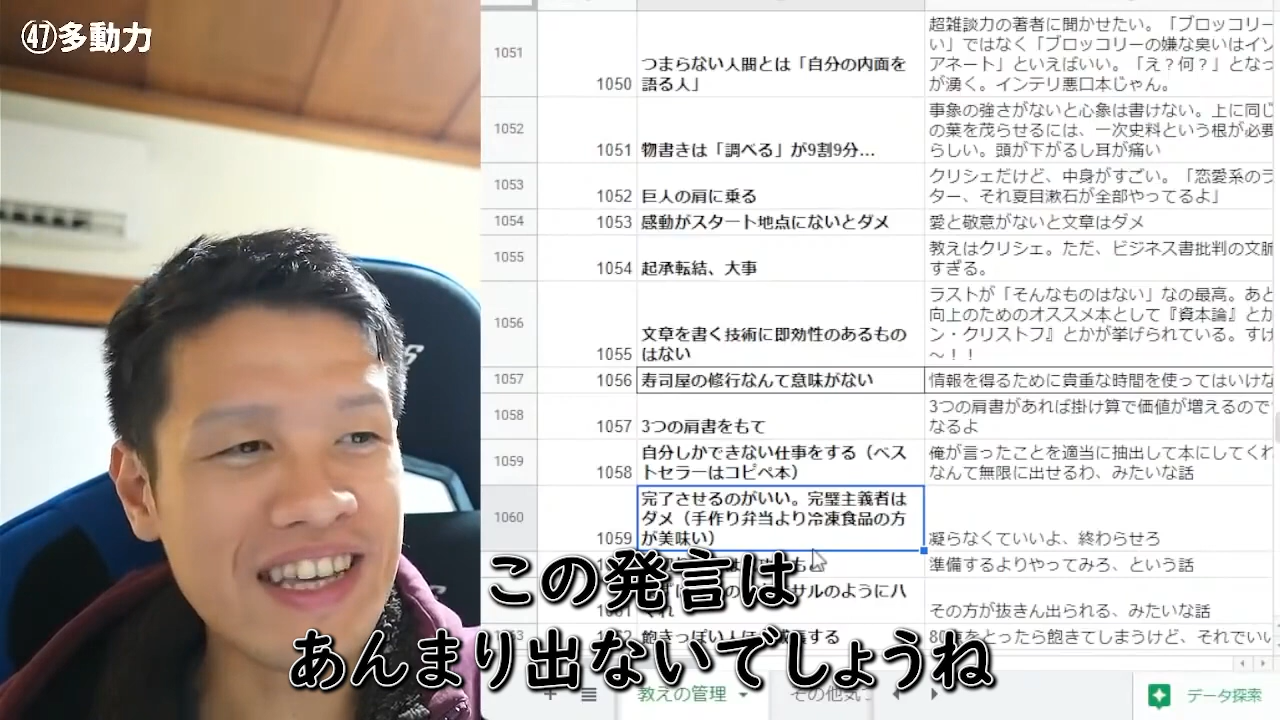 ㊼多動力
1051
1050
つまらない人間とは「自分の内面を
語る人」
超雑談力の著者に聞かせたい。「ブロッコリー
い」ではなく「ブロッコリーの嫌な臭いはイソ
アネート」といえばいい。「え？何？」となっ
が湧く。インテリ悪口本じゃん。
1052
1051
物書きは「調べる」が9割9分…
事象の強さがないと心象は書けない。上に同じ
の葉を茂らせるには、一次史料という根が必要
らしい。頭が下がるし耳が痛い
1053
1052
巨人の肩に乗る
クリシェだけど、中身がすごい。「恋愛系のラ
ター、それ夏目漱石が全部やってるよ」
1054
1053
感動がスタート地点にないとダメ
愛と敬意がないと文章はダメ
1055
1054
起承転結、大事
教えはクリシェ。ただ、ビジネス書批判の文脈
すぎる。
1056
1055
文章を書く技術に即効性のあるもの
はない
ラストが「そんなものはない」なの最高。あと
向上のためのオススメ本として『資本論』とか
ン・クリストフ』とかが挙げられている。すげ
〜！！
1057
1056
寿司屋の修行なんて意味がない
情報を得るために貴重な時間を使ってはいけな
1058
1057
3つの肩書をもて
3つの肩書があれば掛け算で価値が増えるので
なるよ
1059
1058
自分しかできない仕事をする（ベス
トセラーはコピペ本）
俺が言ったことを適当に抽出して本にしてくれ
なんて無限に出せるわ、みたいな話
1060
1059
完了させるのがいい。完璧主義者は
ダメ（手作り弁当より冷凍食品の方
が美味い）
凝らなくていいよ、終わらせろ
準備するよりやってみろ、という話
サルのようにハ
その方が抜きん出られる、みたいな話
飽きっぽい人
する
80点をとったら飽きてしまうけど、それでいい
この発言は
あんまり出ないでしょうね
教えの管理
その他気
データ探索